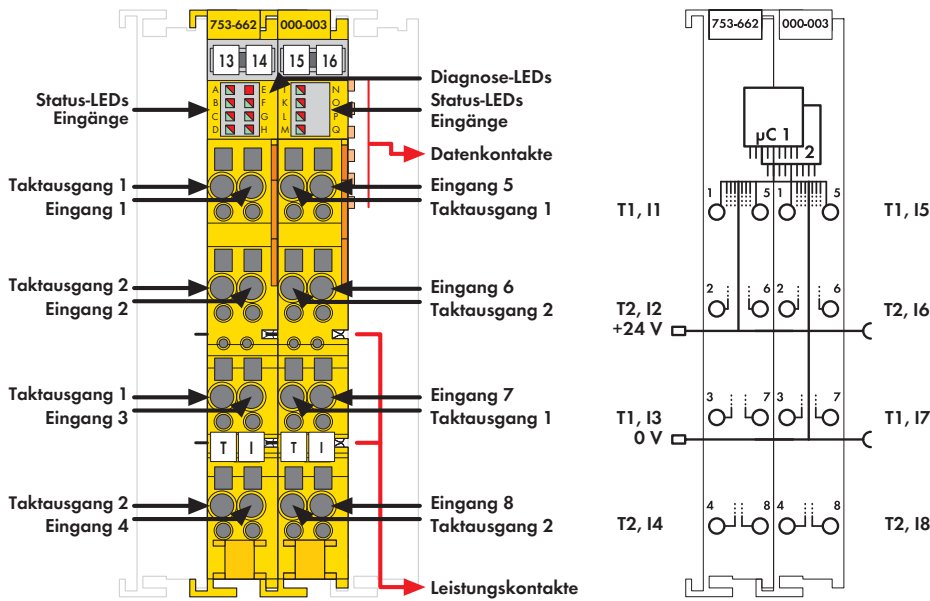 753-662 000-003
13 14 15 16
A E I N
B F K O
C G L P
D H M Q
Status-LEDs
Eingänge
Diagnose-LEDs
Status-LEDs
Eingänge
Datenkontakte
Taktausgang 1
Eingang 1
Eingang 5
Taktausgang 1
Taktausgang 2
Eingang 2
Eingang 6
Taktausgang 2
Taktausgang 1
Eingang 3
Eingang 7
Taktausgang 1
T I T I
Taktausgang 2
Eingang 4
Eingang 8
Taktausgang 2
Leistungskontakte
753-662 000-003
µC 1
2
1 5 1 5
T1, I1 T1, I5
2 6 2 6
T2, I2 T2, I6
+24 V
3 7 3 7
T1, I3 T1, I7
0 V
4 8 4 8
T2, I4 T2, I8